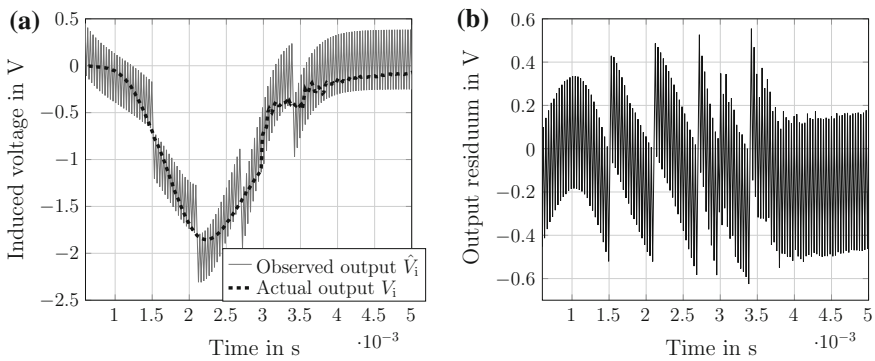 (a)
0.5
0
−0.5
−1
−1.5
−2
−2.5
Induced voltage in V
1 1.5 2 2.5 3 3.5 4 4.5 5
·10−3
Time in s
Observed output V̂i
Actual output Vi
(b)
0.6
0.4
0.2
0
−0.2
−0.4
−0.6
Output residuum in V
1 1.5 2 2.5 3 3.5 4 4.5 5
·10−3
Time in s